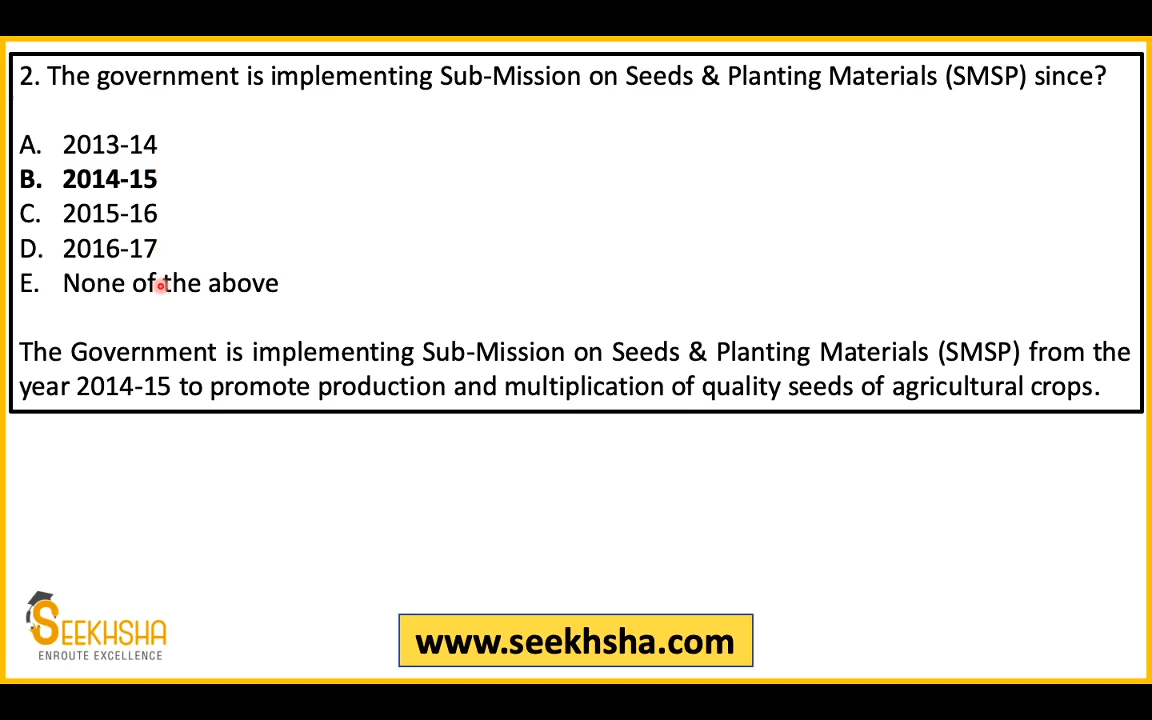 2. The government is implementing Sub-Mission on Seeds & Planting Materials (SMSP) since?
A. 2013-14
B. 2014-15
C. 2015-16
D. 2016-17
E. None of the above
The Government is implementing Sub-Mission on Seeds & Planting Materials (SMSP) from the
year 2014-15 to promote production and multiplication of quality seeds of agricultural crops.
SEEKHSHA
ENROUTE EXCELLENCE
www.seekhsha.com